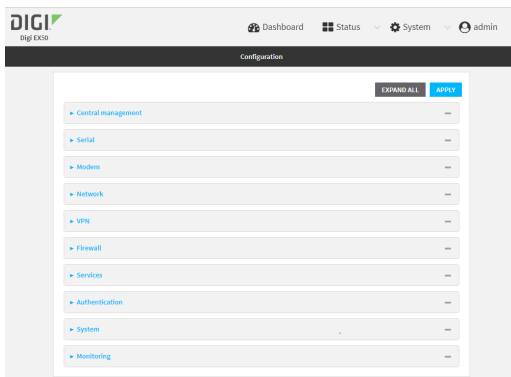 DIGI
Digi EX50
Dashboard
Status
System
admin
Configuration
EXPAND ALL
APPLY
Central management
Serial
Modem
Network
VPN
Firewall
Services
Authentication
System
Monitoring